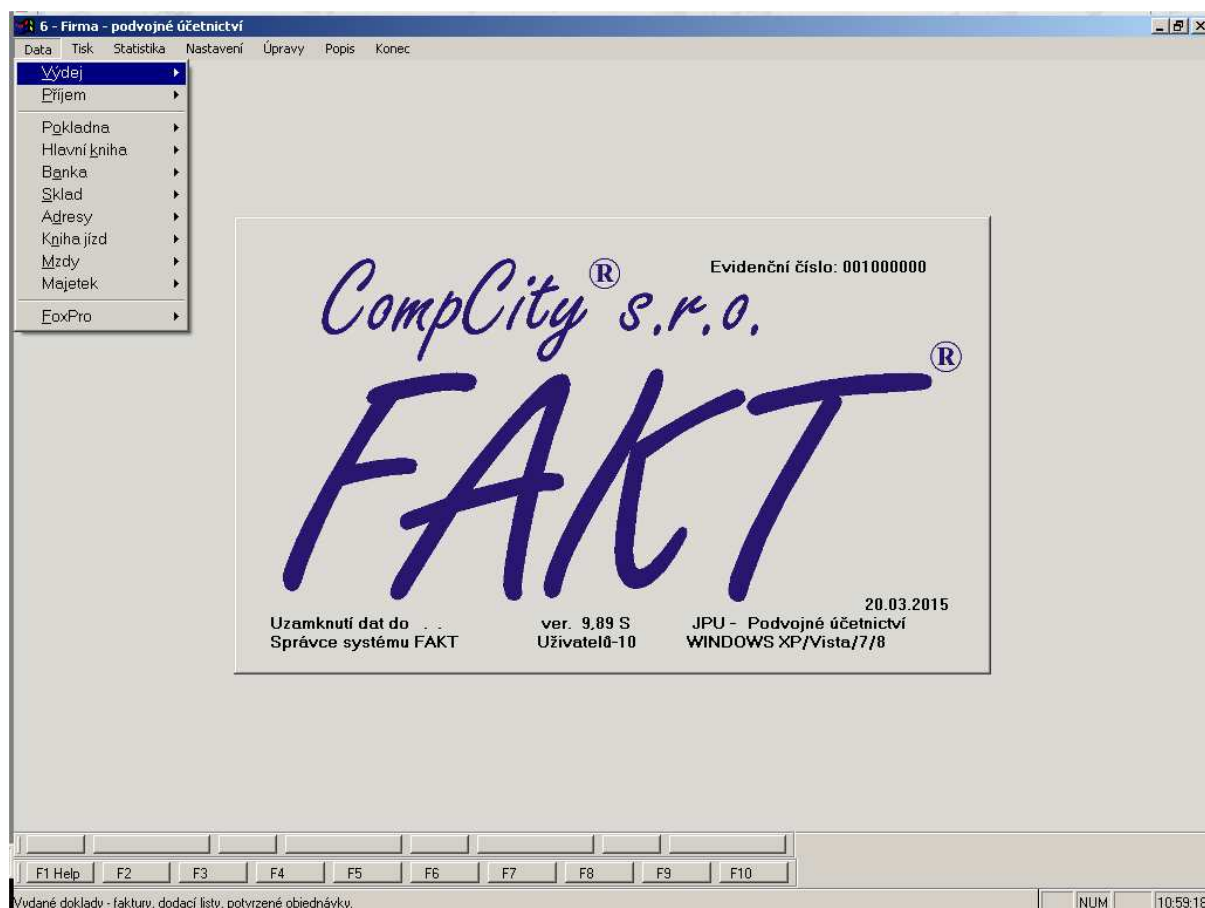 6 - Firma - podvojné účetnictví
Data Tisk Statistika Nastavení Úpravy Popis Konec
Výdej
Příjem
Pokladna
Hlavní kniha
Banka
Sklad
Adresy
Kniha jízd
Mzdy
Majetek
FoxPro
Evidenční číslo: 001000000
CompCity® s.r.o.
FAKT®
20.03.2015
Uzamknutí dat do . . ver. 9,89 S JPU - Podvojné účetnictví
Správce systému FAKT Uživatelů-10 WINDOWS XP/Vista/7/8
F1 Help F2 F3 F4 F5 F6 F7 F8 F9 F10
Vydané doklady - faktury, dodací listy, potvrzené objednávky. NUM 10:59:18